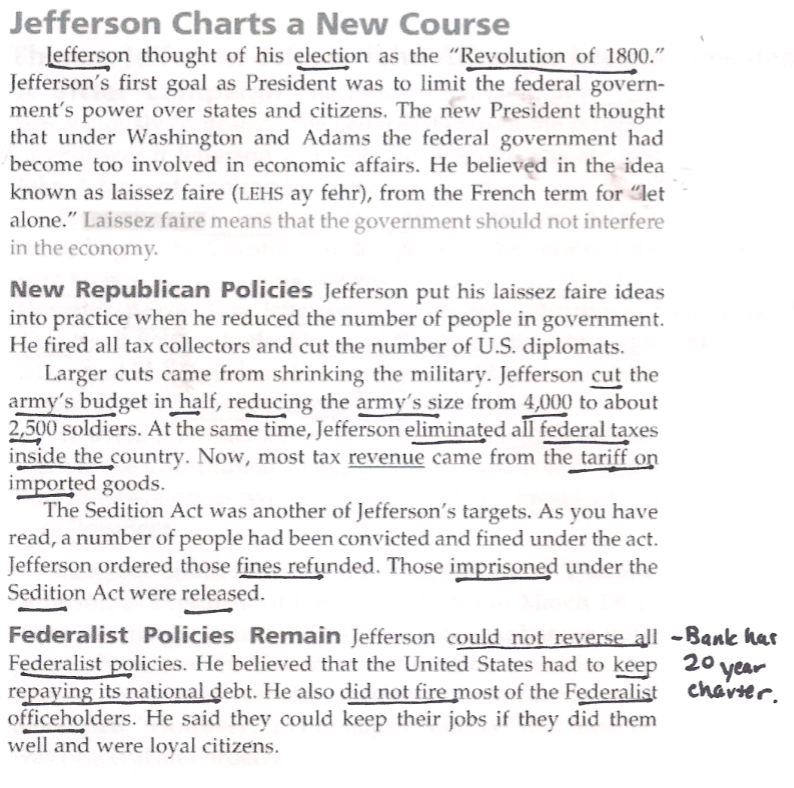 Jefferson Charts a New Course
Jefferson thought of his election as the “Revolution of 1800.”
Jefferson’s first goal as President was to limit the federal govern-
ment’s power over states and citizens. The new President thought
that under Washington and Adams the federal government had
become too involved in economic affairs. He believed in the idea
known as laissez faire (LEHS ay fehr), from the French term for “let
alone.” Laissez faire means that the government should not interfere
in the economy.
New Republican Policies Jefferson put his laissez faire ideas
into practice when he reduced the number of people in government.
He fired all tax collectors and cut the number of U.S. diplomats.
Larger cuts came from shrinking the military. Jefferson cut the
army’s budget in half, reducing the army’s size from 4,000 to about
2,500 soldiers. At the same time, Jefferson eliminated all federal taxes
inside the country. Now, most tax revenue came from the tariff on
imported goods.
The Sedition Act was another of Jefferson’s targets. As you have
read, a number of people had been convicted and fined under the act.
Jefferson ordered those fines refunded. Those imprisoned under the
Sedition Act were released.
Federalist Policies Remain Jefferson could not reverse all
Federalist policies. He believed that the United States had to keep
repaying its national debt. He also did not fire most of the Federalist
officeholders. He said they could keep their jobs if they did them
well and were loyal citizens.
-Bank has
20 year
charter.